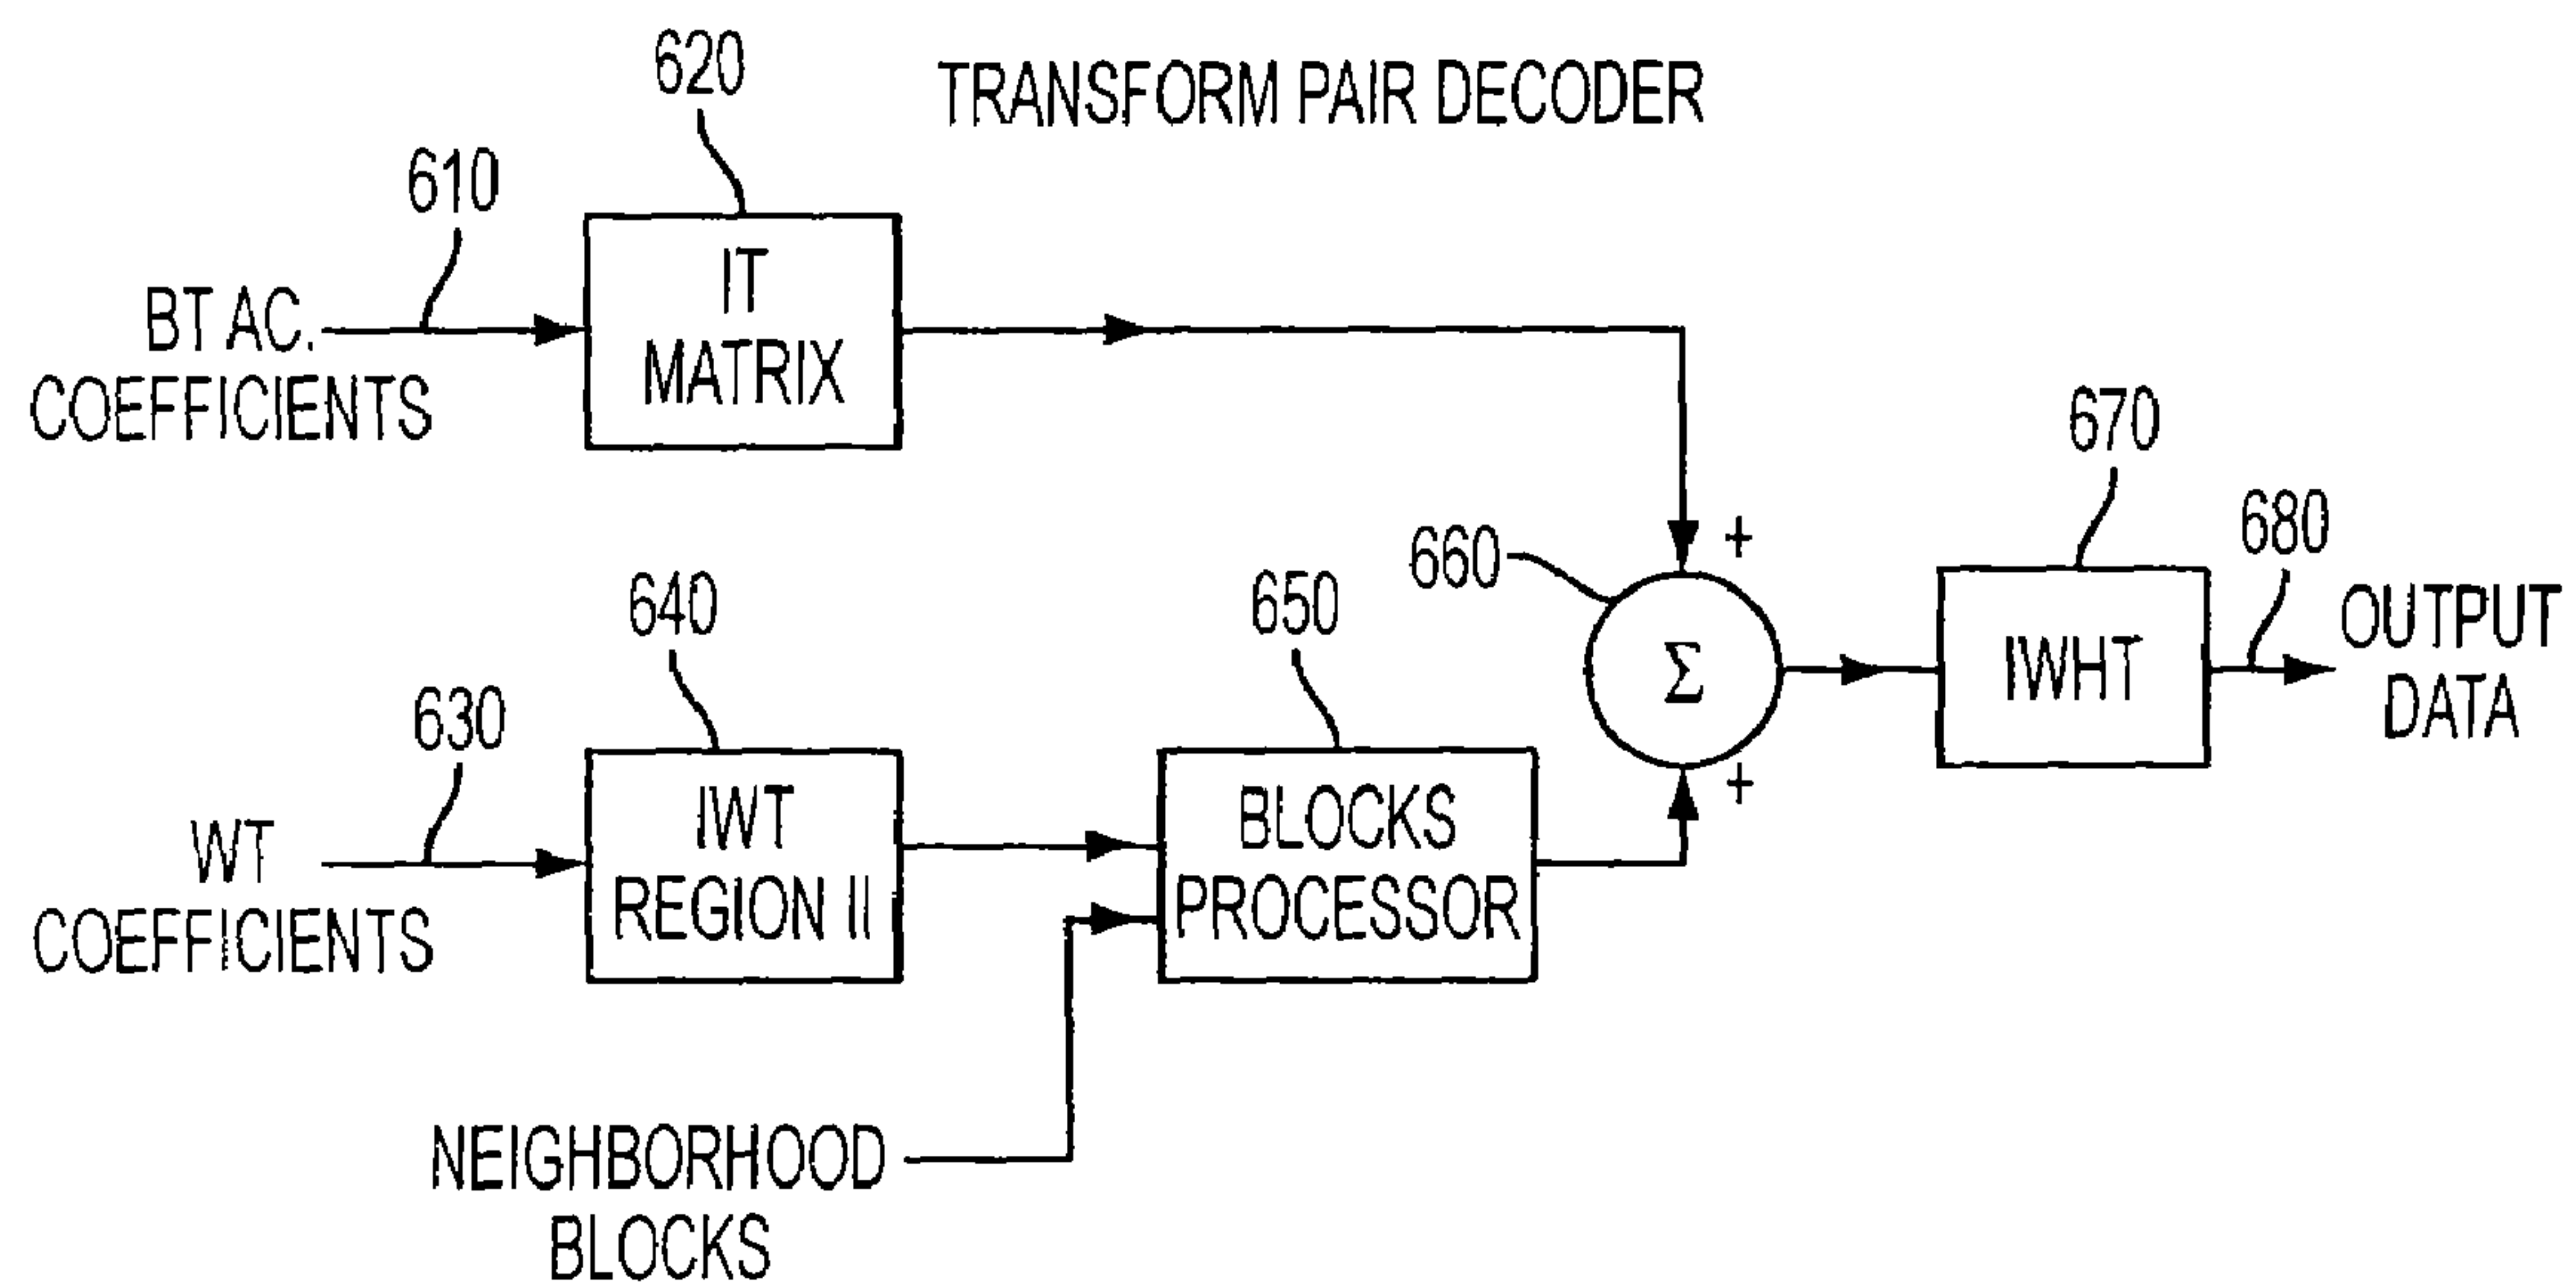 TRANSFORM PAIR DECODER
620
610
BT AC.
COEFFICIENTS
IT
MATRIX
670
680
660
+
Σ
+
IWHT
OUTPUT
DATA
640
650
630
WT
COEFFICIENTS
IWT
REGION II
BLOCKS
PROCESSOR
NEIGHBORHOOD
BLOCKS